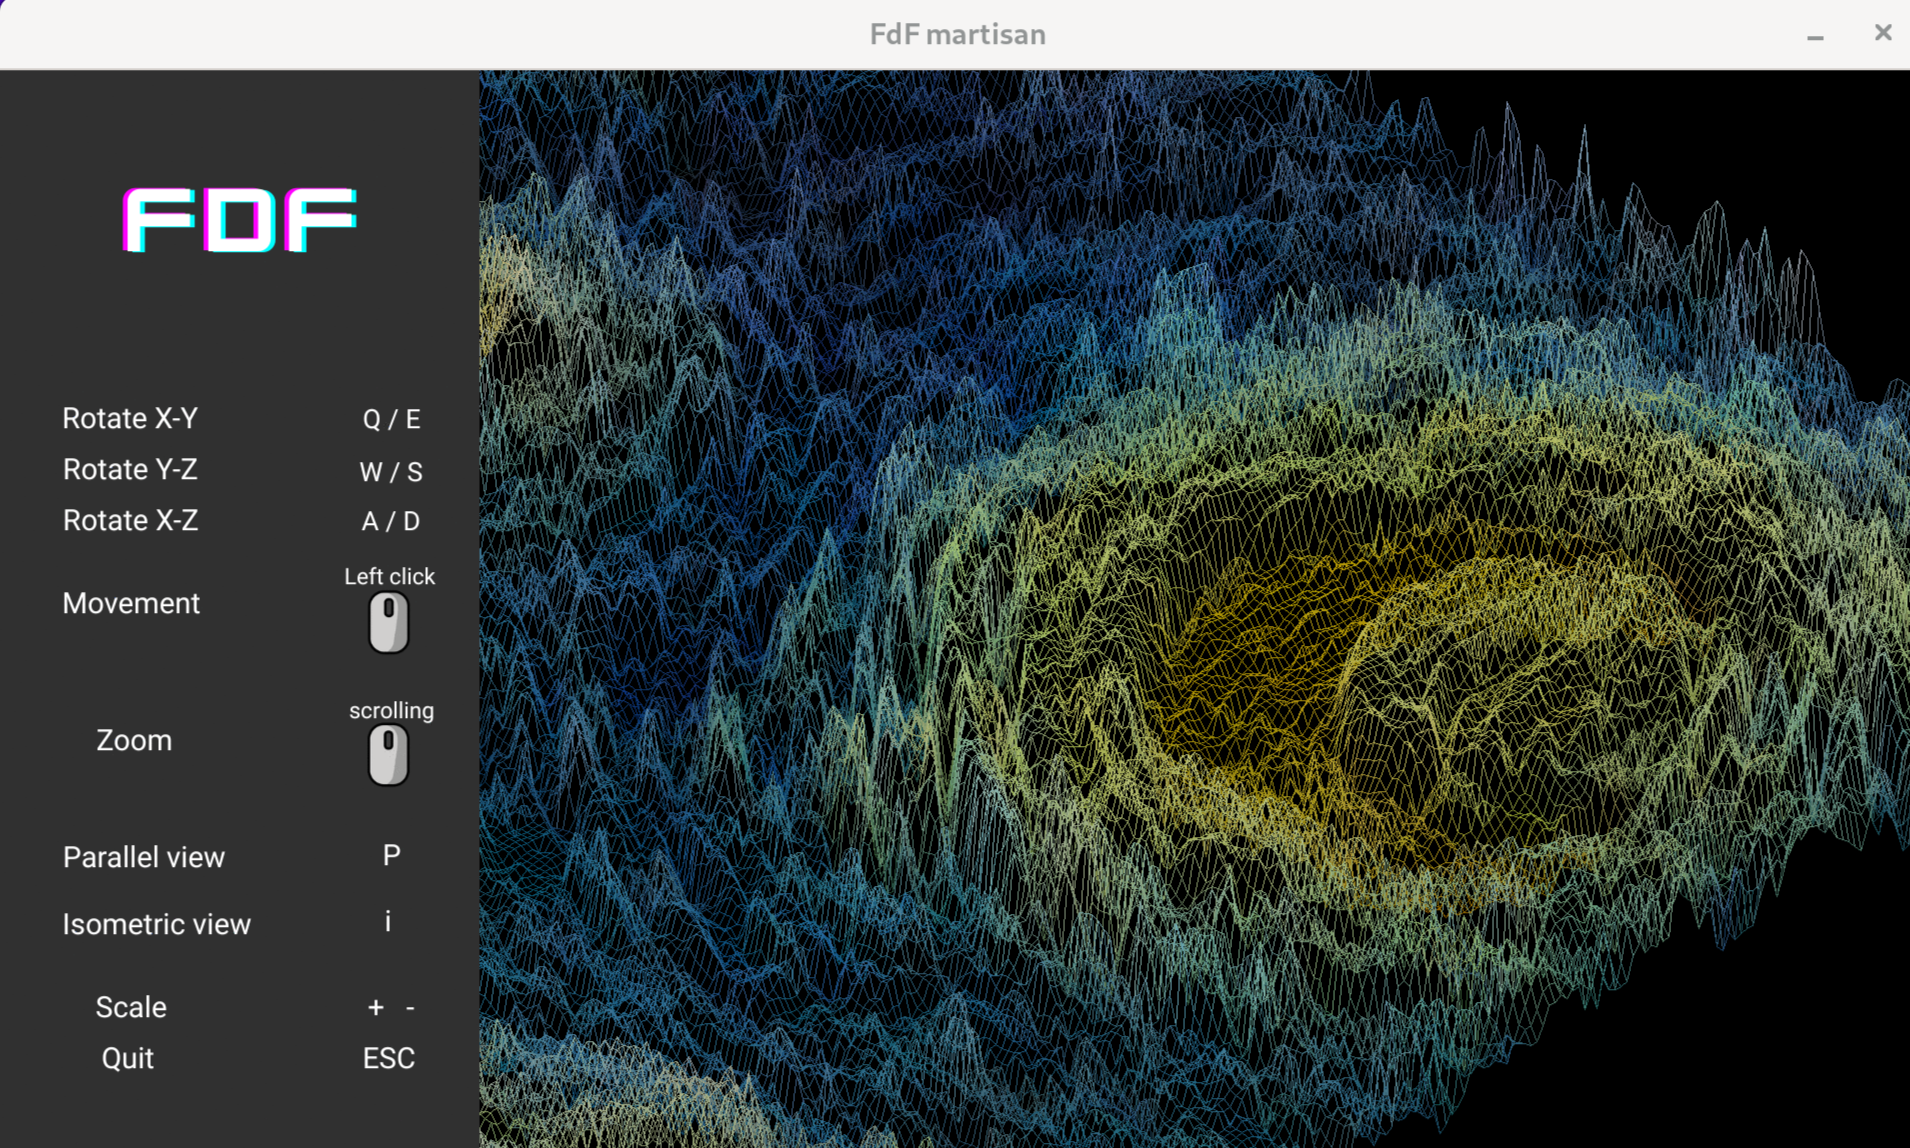 FdF martisan
FDF
Rotate X-Y Q / E
Rotate Y-Z W / S
Rotate X-Z A / D
Left click
Movement
scrolling
Zoom
Parallel view P
Isometric view i
Scale + -
Quit ESC